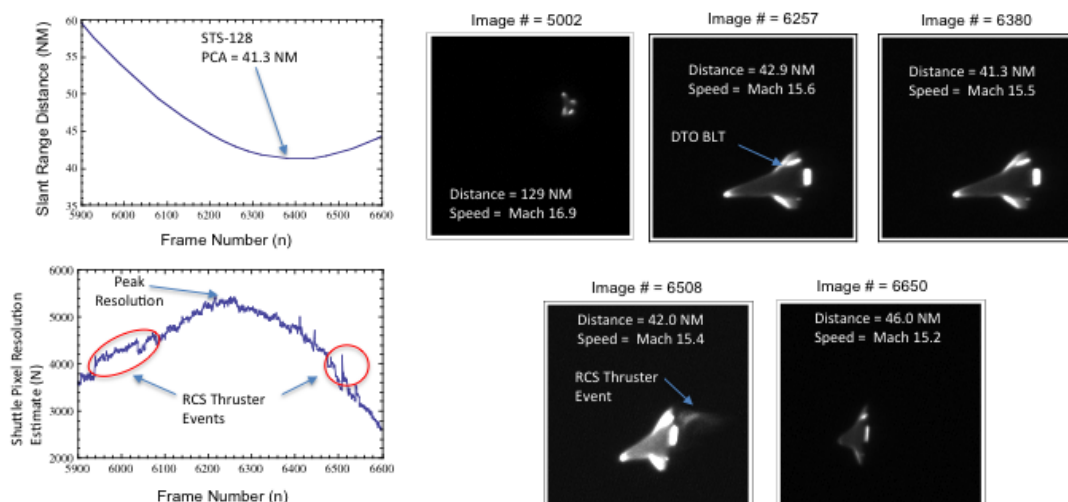 60
55
50
45
40
35
Slant Range Distance (NM)
STS-128
PCA = 41.3 NM
5900 6000 6100 6200 6300 6400 6500 6600
Frame Number (n)
Image # = 5002
Distance = 129 NM
Speed = Mach 16.9
Image # = 6257
Distance = 42.9 NM
Speed = Mach 15.6
DTO BLT
Image # = 6380
Distance = 41.3 NM
Speed = Mach 15.5
6000
5000
4000
3000
2000
Shuttle Pixel Resolution
Estimate (N)
Peak
Resolution
RCS Thruster
Events
5900 6000 6100 6200 6300 6400 6500 6600
Frame Number (n)
Image # = 6508
Distance = 42.0 NM
Speed = Mach 15.4
RCS Thruster
Event
Image # = 6650
Distance = 46.0 NM
Speed = Mach 15.2